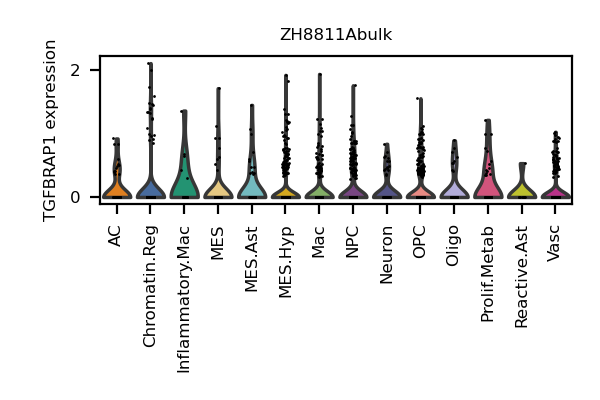 ZH8811Abulk
TGFBRAP1 expression
2
0
AC
Chromatin.Reg
Inflammatory.Mac
MES
MES.Ast
MES.Hyp
Mac
NPC
Neuron
OPC
Oligo
Prolif.Metab
Reactive.Ast
Vasc